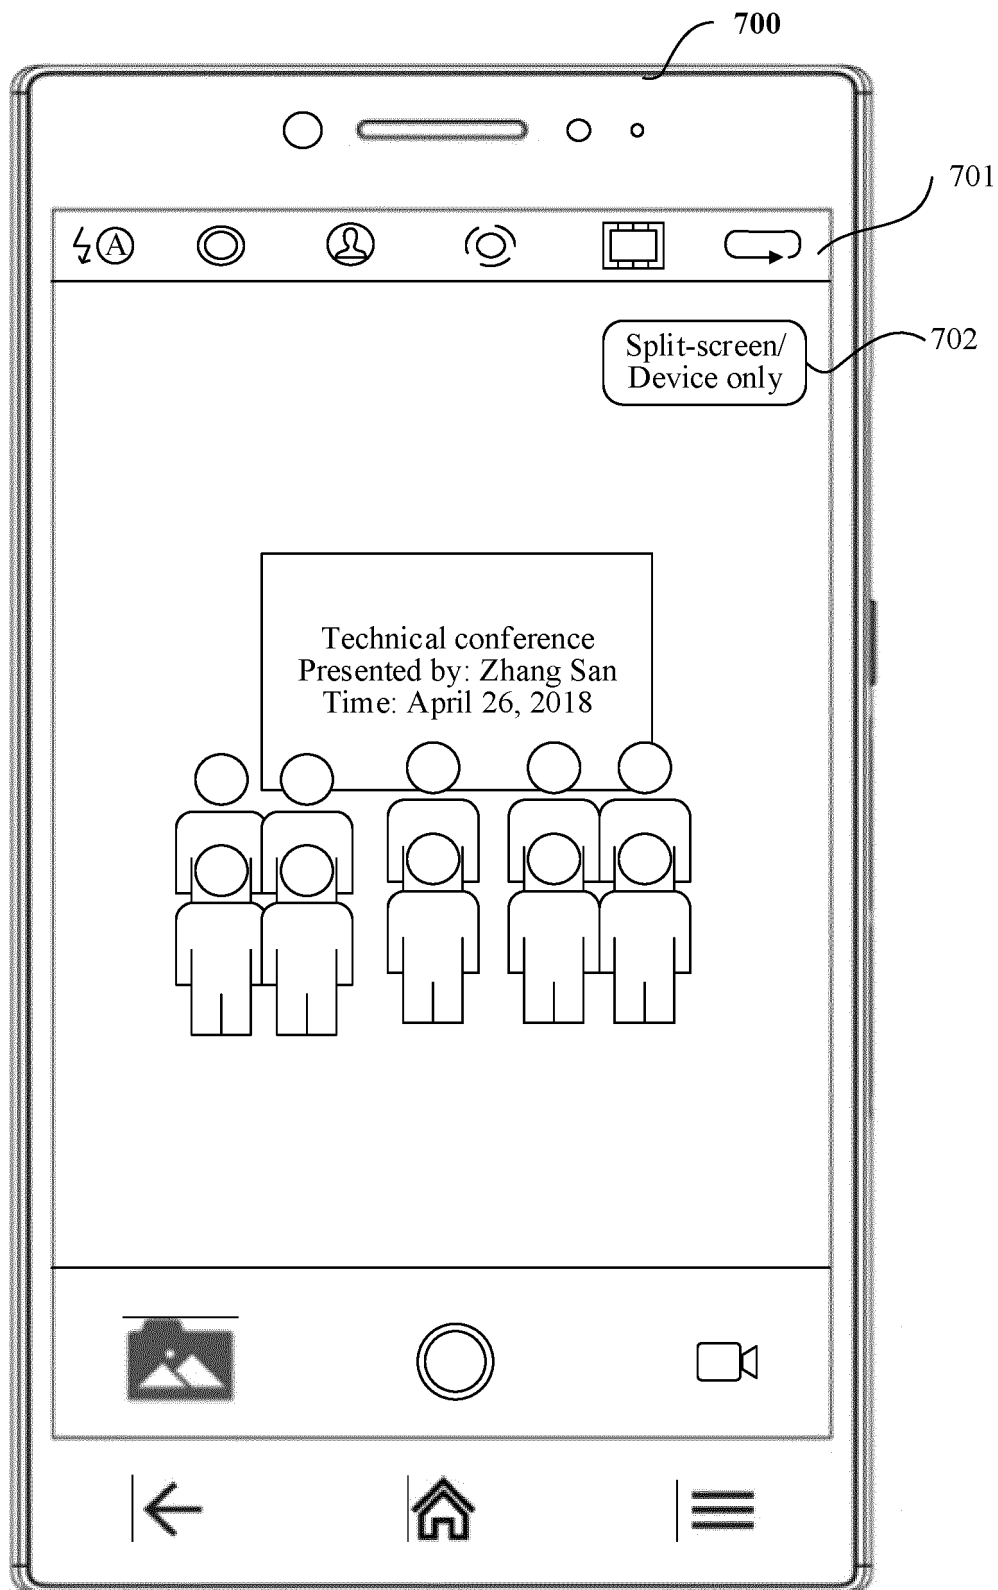 700
701
A
Split-screen/
Device only
702
Technical conference
Presented by: Zhang San
Time: April 26, 2018